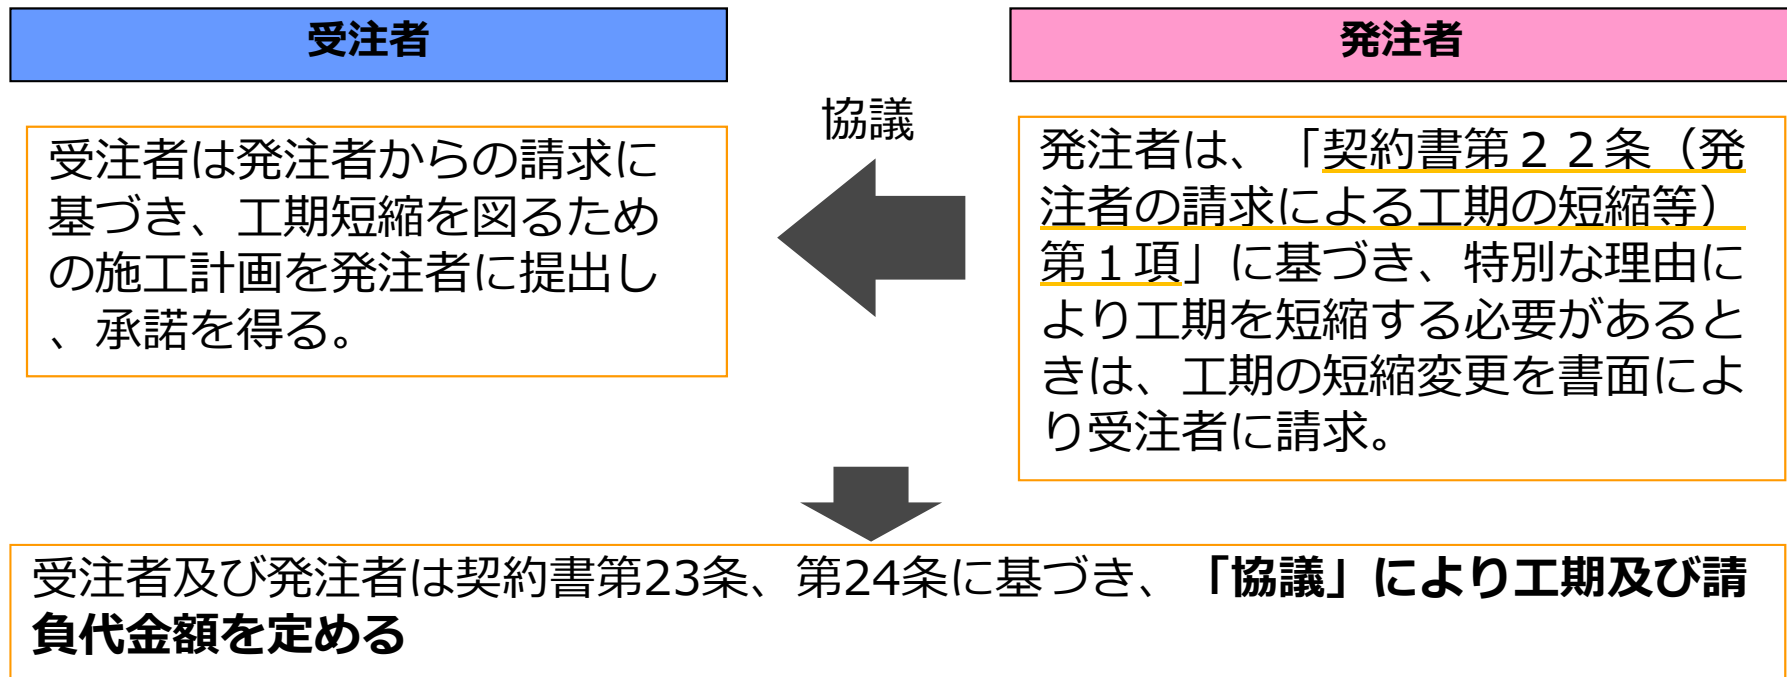 受注者
発注者
受注者は発注者からの請求に
基づき、工期短縮を図るため
の施工計画を発注者に提出し
、承諾を得る。
協議
発注者は、「契約書第２２条（発
注者の請求による工期の短縮等）
第１項」に基づき、特別な理由に
より工期を短縮する必要があると
きは、工期の短縮変更を書面によ
り受注者に請求。
受注者及び発注者は契約書第23条、第24条に基づき、「協議」により工期及び請
負代金額を定める